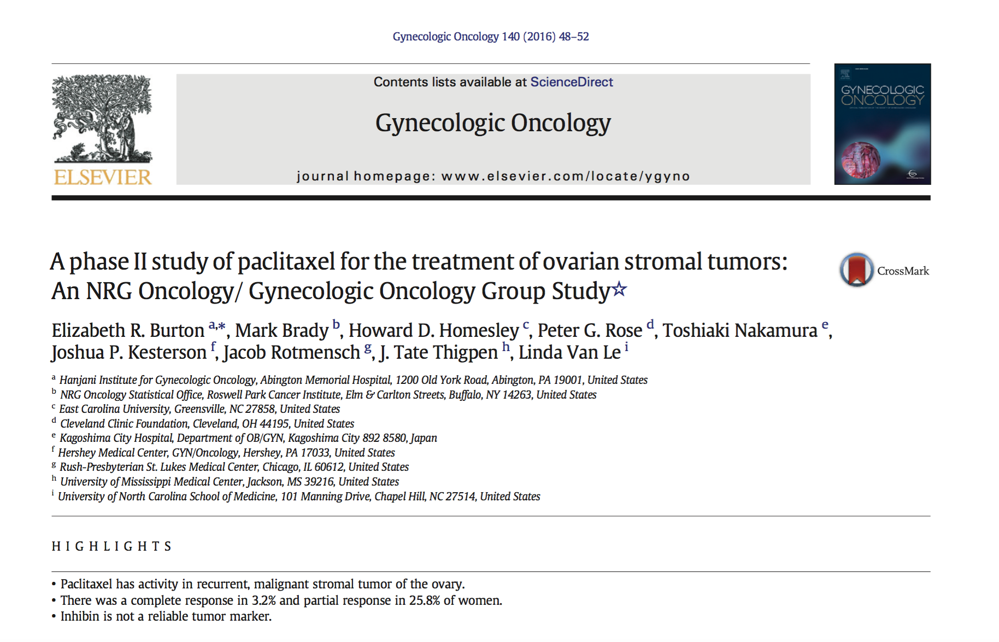 Gynecologic Oncology 140 (2016) 48–52
Contents lists available at ScienceDirect
Gynecologic Oncology
journal homepage: www.elsevier.com/locate/ygyno
ELSEVIER
GYNECOLOGIC
ONCOLOGY
A phase II study of paclitaxel for the treatment of ovarian stromal tumors:
An NRG Oncology/ Gynecologic Oncology Group Study☆
CrossMark
Elizabeth R. Burton a,*, Mark Brady b, Howard D. Homesley c, Peter G. Rose d, Toshiaki Nakamura e,
Joshua P. Kesterson f, Jacob Rotmensch g, J. Tate Thigpen h, Linda Van Le i
a Hanjani Institute for Gynecologic Oncology, Abington Memorial Hospital, 1200 Old York Road, Abington, PA 19001, United States
b NRG Oncology Statistical Office, Roswell Park Cancer Institute, Elm & Carlton Streets, Buffalo, NY 14263, United States
c East Carolina University, Greensville, NC 27858, United States
d Cleveland Clinic Foundation, Cleveland, OH 44195, United States
e Kagoshima City Hospital, Department of OB/GYN, Kagoshima City 892 8580, Japan
f Hershey Medical Center, GYN/Oncology, Hershey, PA 17033, United States
g Rush-Presbyterian St. Lukes Medical Center, Chicago, IL 60612, United States
h University of Mississippi Medical Center, Jackson, MS 39216, United States
i University of North Carolina School of Medicine, 101 Manning Drive, Chapel Hill, NC 27514, United States
HIGHLIGHTS
• Paclitaxel has activity in recurrent, malignant stromal tumor of the ovary.
• There was a complete response in 3.2% and partial response in 25.8% of women.
• Inhibin is not a reliable tumor marker.